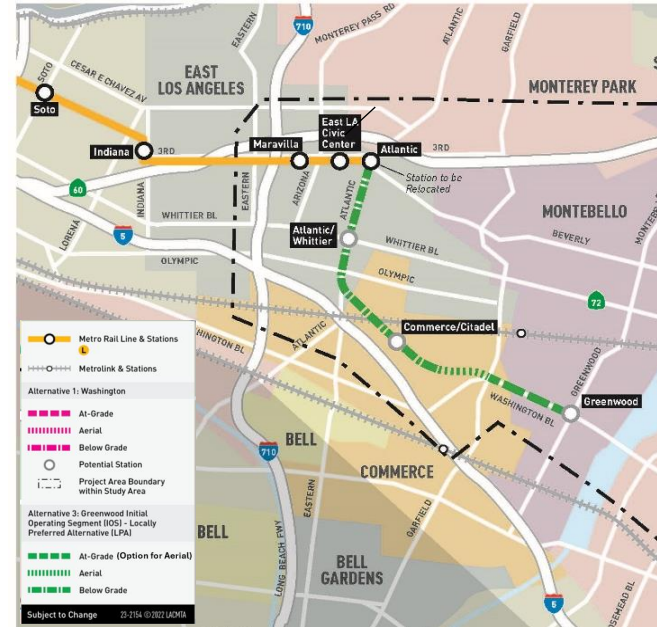 710
MONTEREY PASS RD
ATLANTIC
GARFIELD
EASTERN
SOTO
CESAR E CHAVEZ AV
EAST
LOS ANGELES
MONTEREY PARK
S
Soto
East LA
Civic
Center
Indiana
3RD
Maravilla
Atlantic
3RD
Station to be
Relocated
60
INDIANA
EASTERN
ARIZONA
ATLANTIC
MONTEBELLO
LORENA
WHITTIER BL
Atlantic/
Whittier
WHITTIER BL
BEVERLY
5
OLYMPIC
OLYMPIC
72
Commerce/Citadel
ATLANTIC
GREENWOOD
WASHINGTON BL
Greenwood
BELL
710
COMMERCE
EASTERN
GARFIELD
BELL
LONG BEACH FWY
BELL
GARDENS
5
Metro Rail Line & Stations
L
Metrolink & Stations
Alternative 1: Washington
At-Grade
Aerial
Below Grade
Potential Station
Project Area Boundary
within Study Area
Alternative 3: Greenwood Initial
Operating Segment (IOS) - Locally
Preferred Alternative (LPA)
At-Grade (Option for Aerial)
Aerial
Below Grade
Subject to Change
23-2154 ©2022 LACMTA